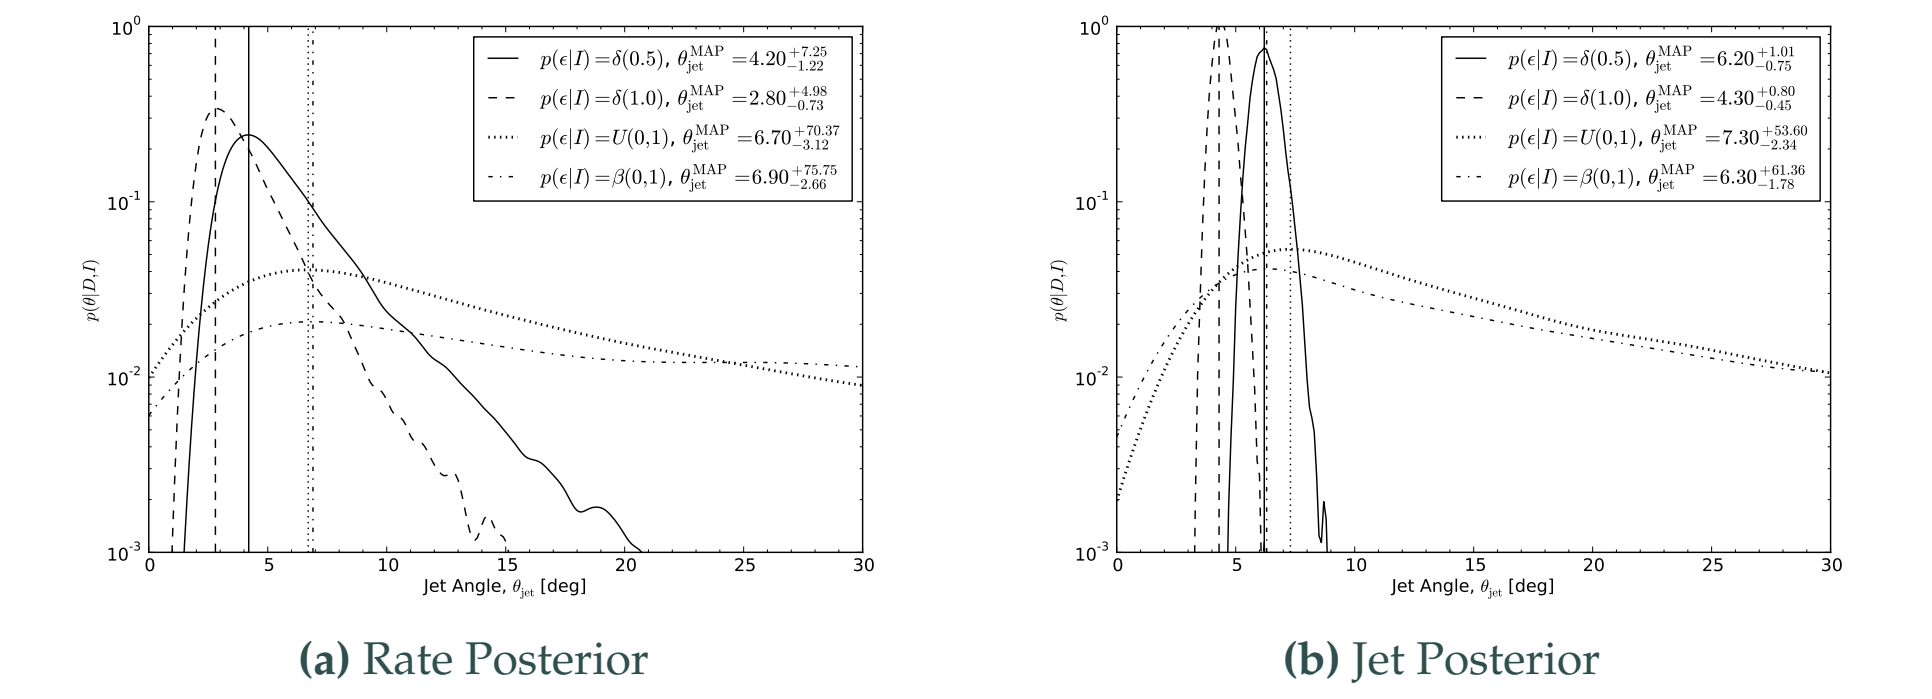 10^0
10^-1
10^-2
10^-3
p(θ|D,I)
p(ϵ|I)=δ(0.5), θ_jet^MAP=4.20^{+7.25}_{−1.22}
p(ϵ|I)=δ(1.0), θ_jet^MAP=2.80^{+4.98}_{−0.73}
p(ϵ|I)=U(0,1), θ_jet^MAP=6.70^{+70.37}_{−3.12}
p(ϵ|I)=β(0,1), θ_jet^MAP=6.90^{+75.75}_{−2.66}
0 5 10 15 20 25 30
Jet Angle, θ_jet [deg]
(a) Rate Posterior
10^0
10^-1
10^-2
10^-3
p(θ|D,I)
p(ϵ|I)=δ(0.5), θ_jet^MAP=6.20^{+1.01}_{−0.75}
p(ϵ|I)=δ(1.0), θ_jet^MAP=4.30^{+0.80}_{−0.45}
p(ϵ|I)=U(0,1), θ_jet^MAP=7.30^{+53.60}_{−2.34}
p(ϵ|I)=β(0,1), θ_jet^MAP=6.30^{+61.36}_{−1.78}
0 5 10 15 20 25 30
Jet Angle, θ_jet [deg]
(b) Jet Posterior